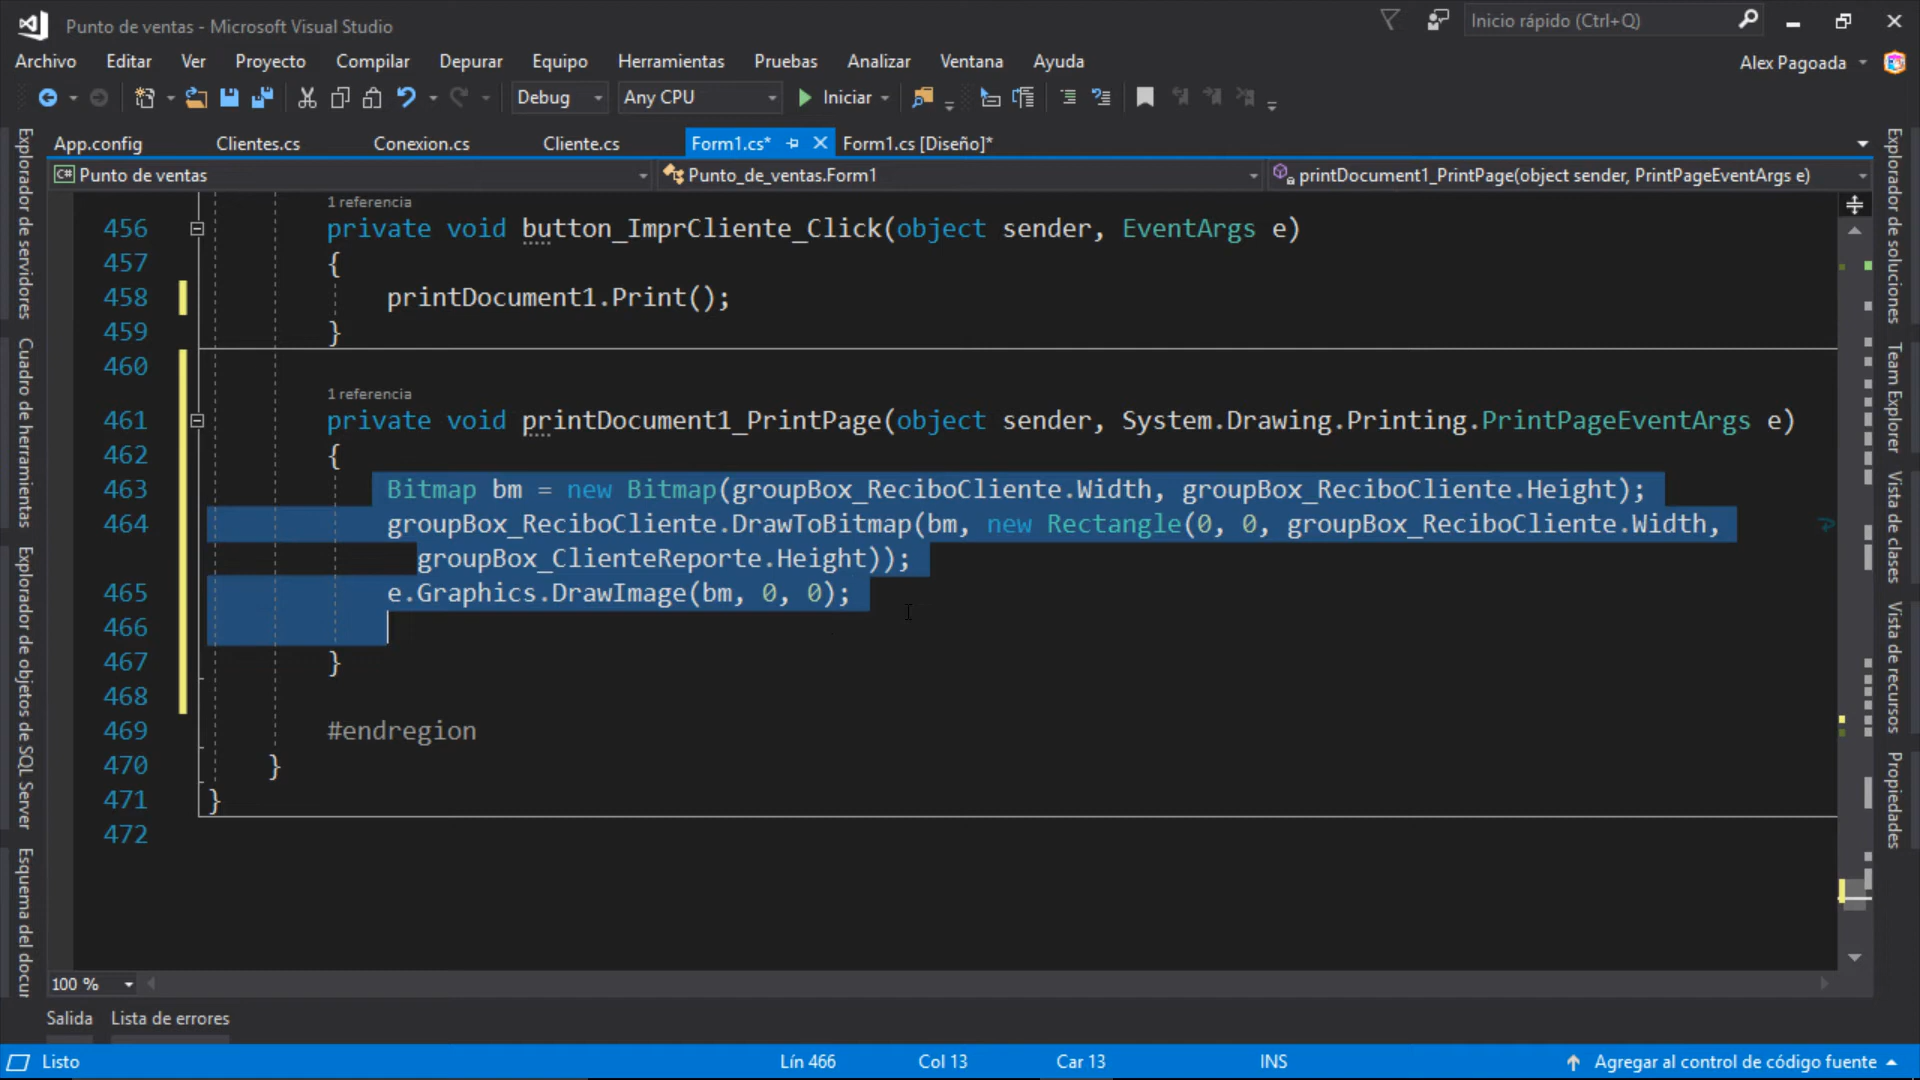 Punto de ventas - Microsoft Visual Studio
Inicio rápido (Ctrl+Q)
Archivo Editar Ver Proyecto Compilar Depurar Equipo Herramientas Pruebas Analizar Ventana Ayuda
Alex Pagoada
Debug Any CPU Iniciar
App.config Clientes.cs Conexion.cs Cliente.cs Form1.cs* Form1.cs [Diseño]*
C# Punto de ventas Punto_de_ventas.Form1 printDocument1_PrintPage(object sender, PrintPageEventArgs e)
1 referencia
456 private void button_ImprCliente_Click(object sender, EventArgs e)
457 {
458 printDocument1.Print();
459 }
460
1 referencia
461 private void printDocument1_PrintPage(object sender, System.Drawing.Printing.PrintPageEventArgs e)
462 {
463 Bitmap bm = new Bitmap(groupBox_ReciboCliente.Width, groupBox_ReciboCliente.Height);
464 groupBox_ReciboCliente.DrawToBitmap(bm, new Rectangle(0, 0, groupBox_ReciboCliente.Width,
groupBox_ClienteReporte.Height));
465 e.Graphics.DrawImage(bm, 0, 0);
466
467 }
468
469 #endregion
470 }
471 }
472
Explorador de servidores
Cuadro de herramientas
Explorador de objetos de SQL Server
Esquema del docur
Explorador de soluciones
Team Explorer
Vista de clases
Vista de recursos
Propiedades
100 %
Salida Lista de errores
Listo Lín 466 Col 13 Car 13 INS Agregar al control de código fuente